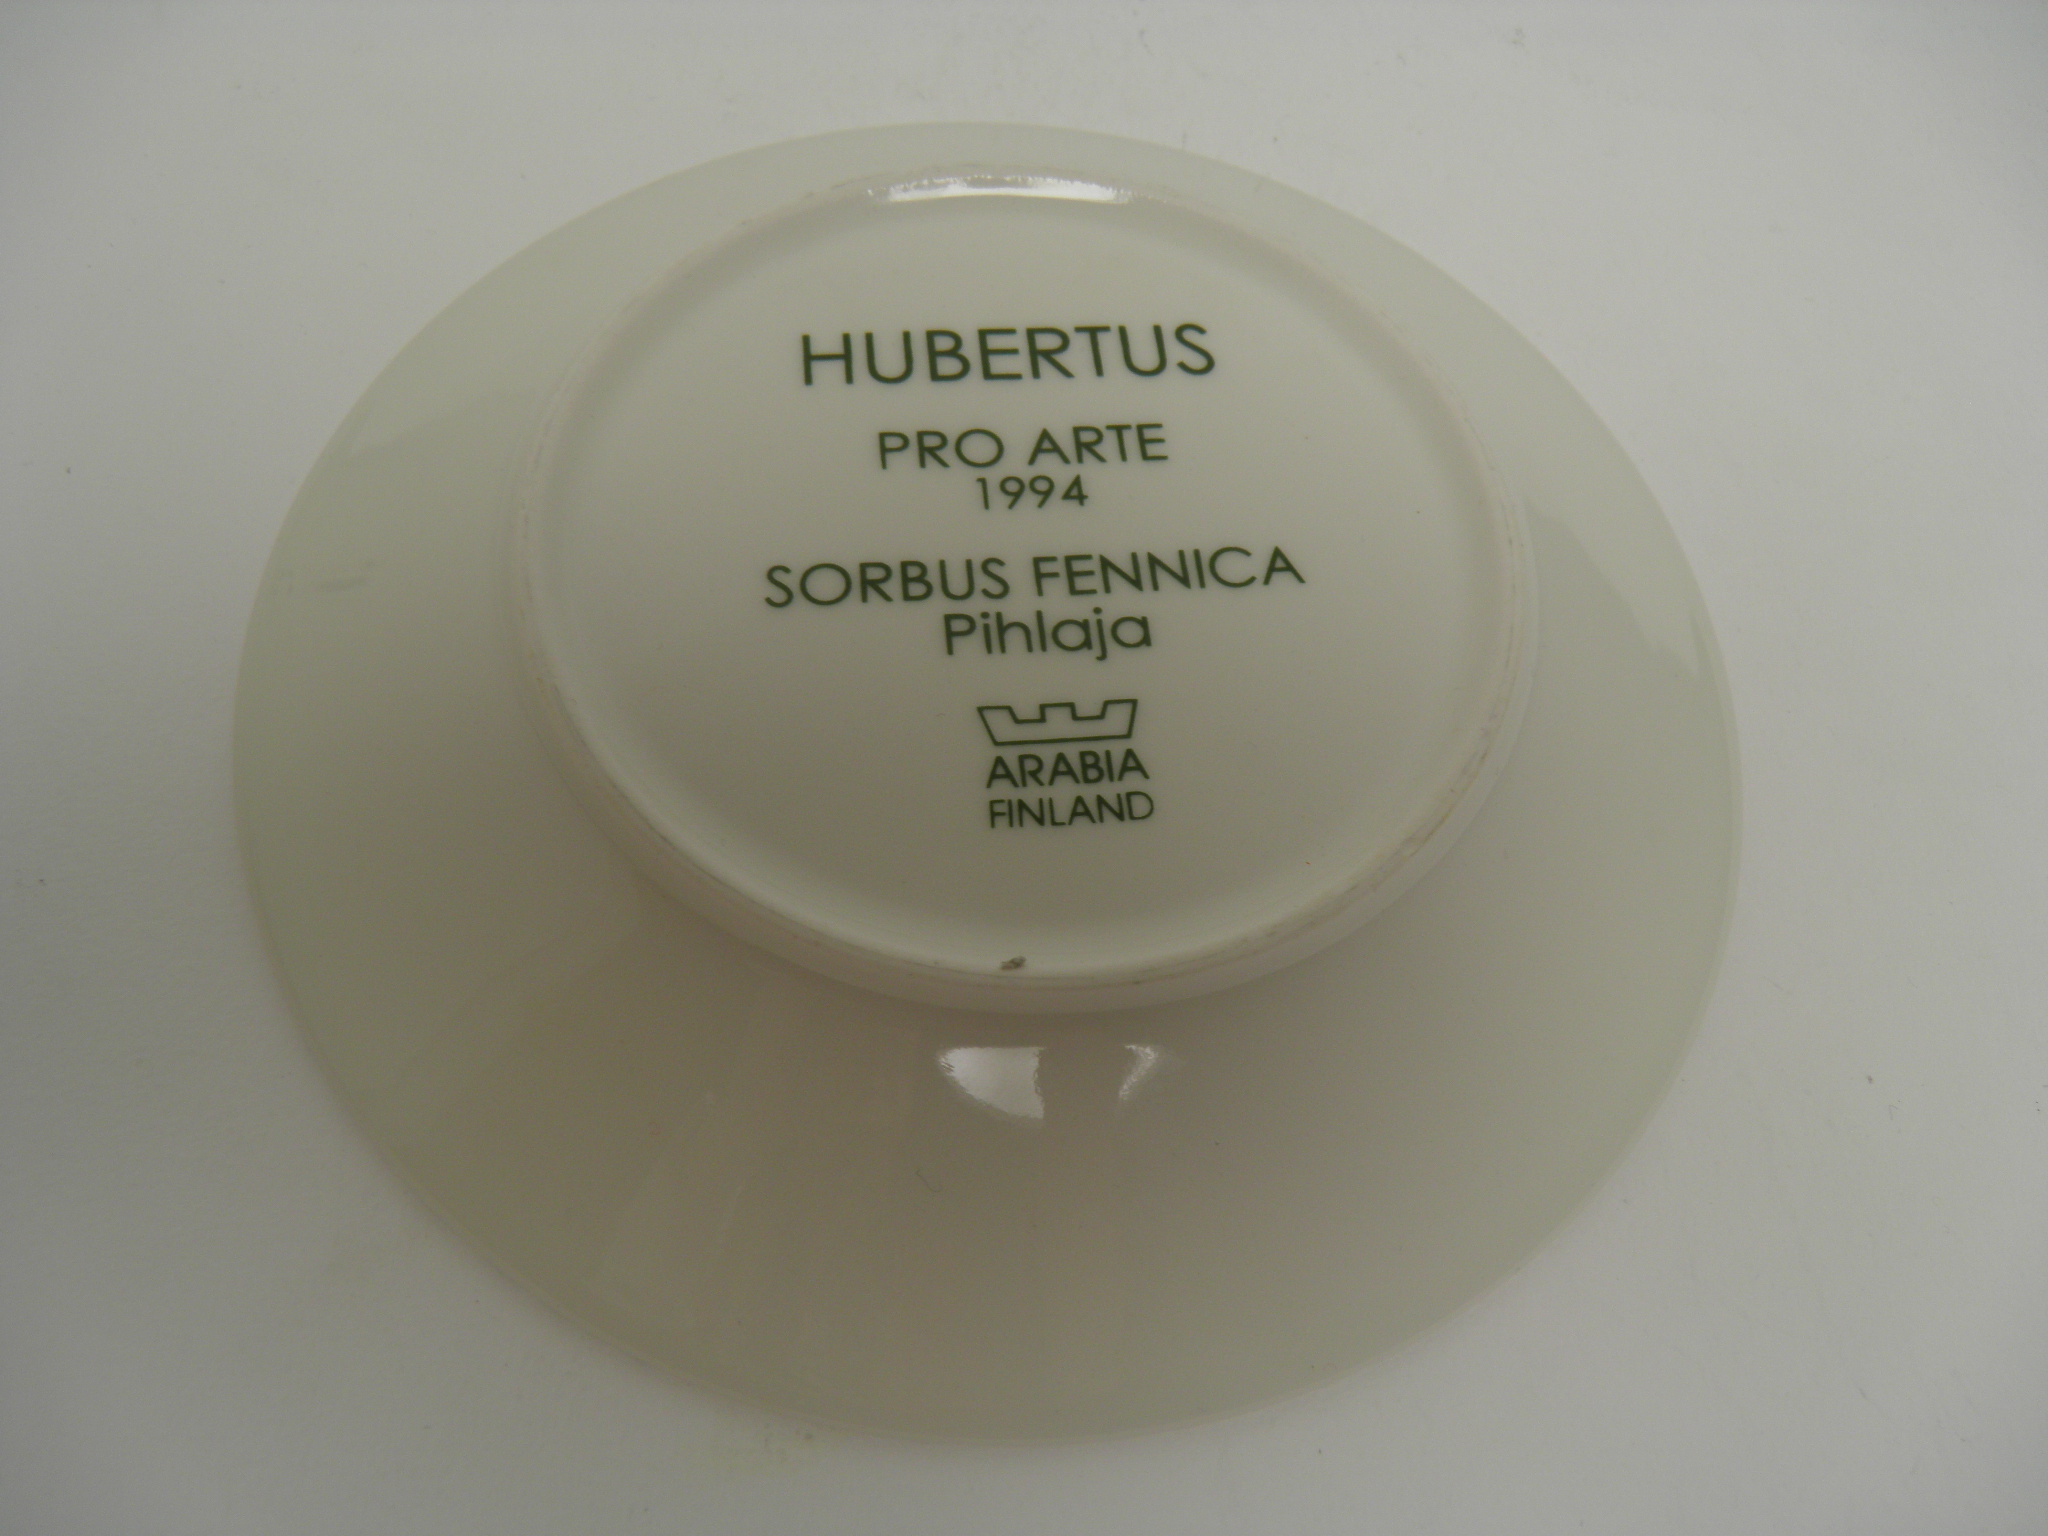 HUBERTUS
PRO ARTE
1994
SORBUS FENNICA
Pihlaja
ARABIA
FINLAND